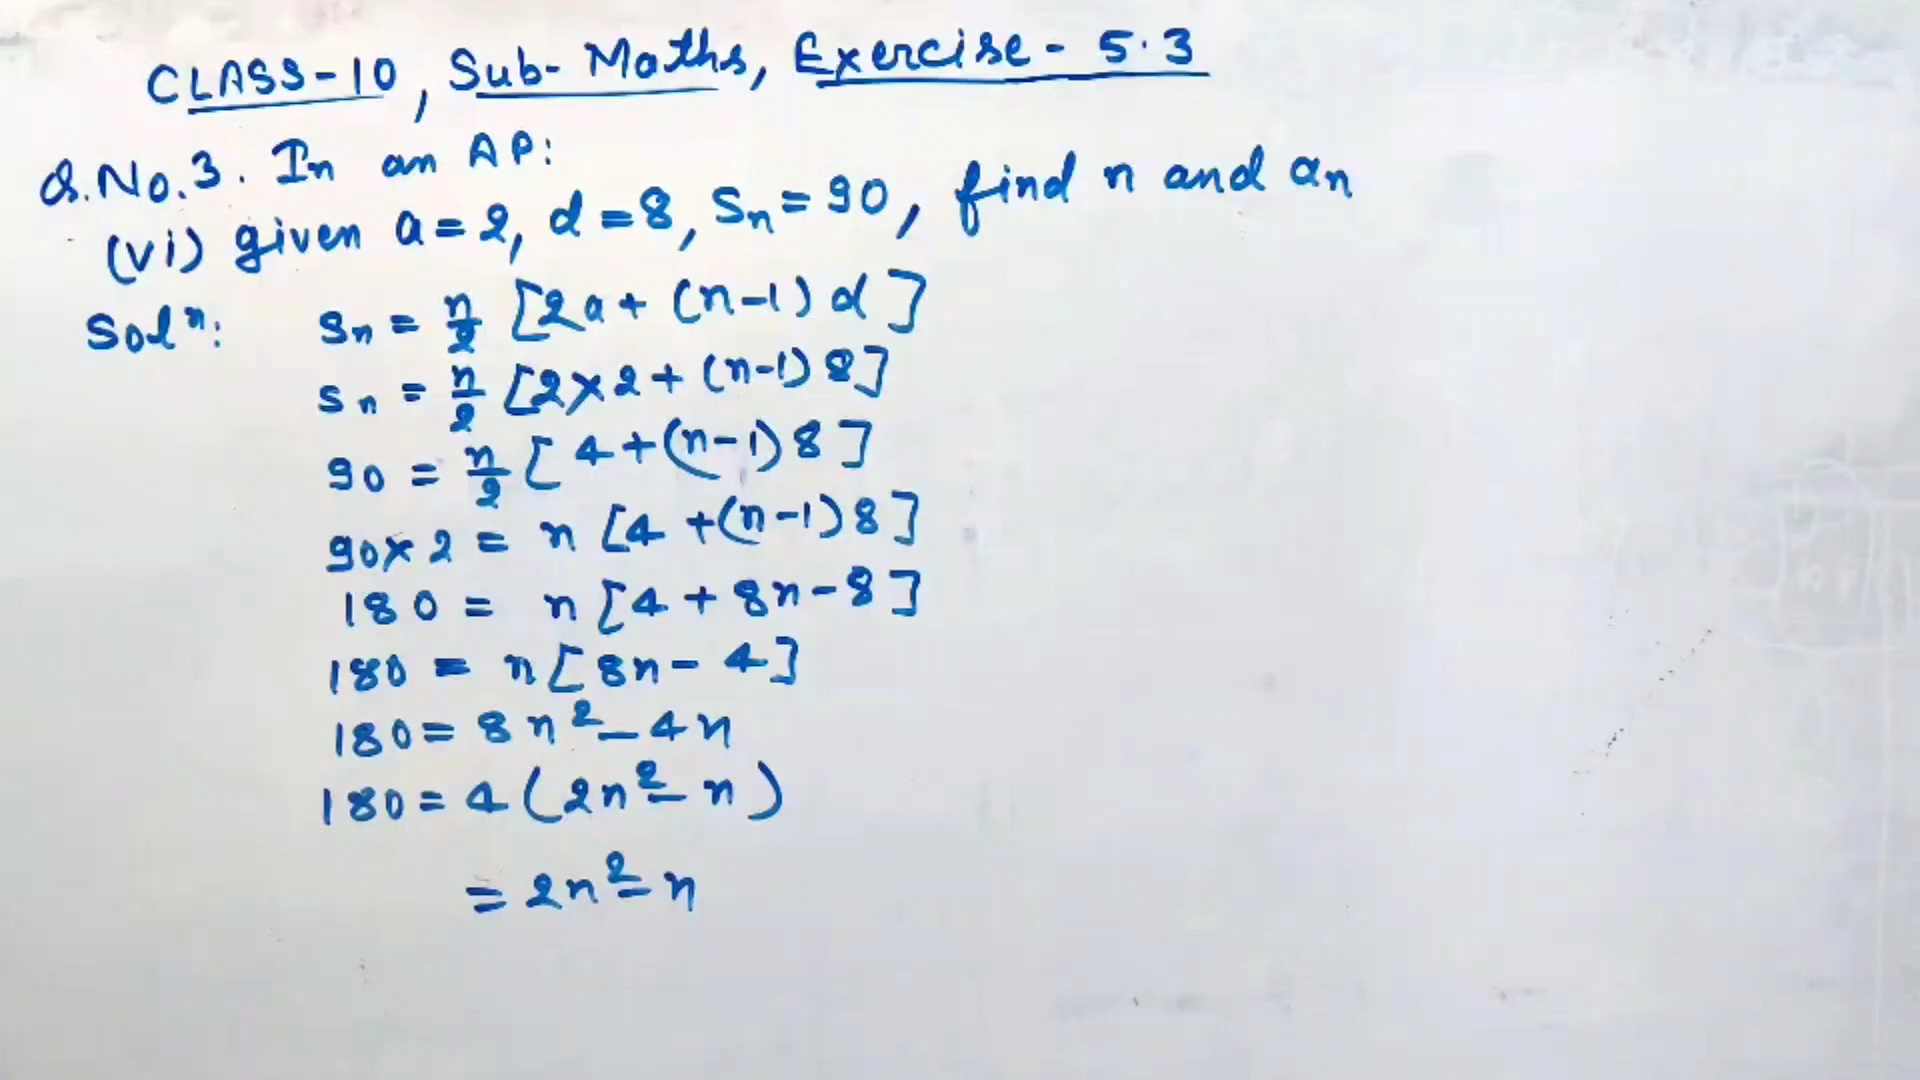 CLASS-10, Sub- Maths, Exercise - 5.3
Q.No.3. In an AP:
(vi) given a=2, d=8, Sn=90, find n and an
Solⁿ: Sn = n/2 [2a+ (n-1) d]
Sn = n/2 [2×2+ (n-1) 8]
90 = n/2 [4+(n-1) 8]
90×2 = n [4 +(n-1) 8]
180 = n [4 + 8n-8]
180 = n [8n- 4]
180 = 8n² - 4n
180 = 4 (2n² - n)
= 2n² - n